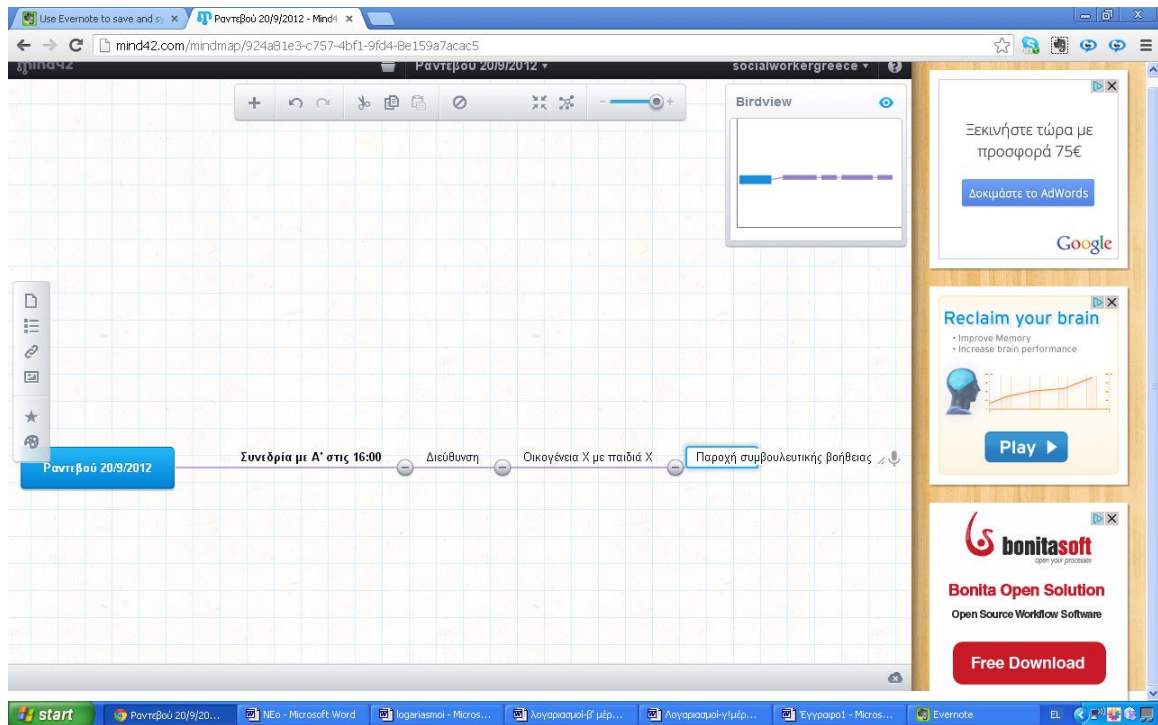 Use Evernote to save and sy
Ραντεβού 20/9/2012 - Mind4
mind42.com/mindmap/924a81e3-c757-4bf1-9fd4-8e159a7acac5
mind42
Ραντεβού 20/9/2012
socialworkergreece
Birdview
Ραντεβού 20/9/2012
Συνεδρία με Α' στις 16:00
Διεύθυνση
Οικογένεια Χ με παιδιά Χ
Παροχή συμβουλευτικής βοήθειας
Ξεκινήστε τώρα με
προσφορά 75€
Δοκιμάστε το AdWords
Google
Reclaim your brain
• Improve Memory
• Increase brain performance
Play
bonitasoft
open your processes
Bonita Open Solution
Open Source Workflow Software
Free Download
start
Ραντεβού 20/9/20...
NEo - Microsoft Word
logariasmoi - Micros...
λογαριασμοί-β' μέρ...
Λογαριασμοί-γ!μέρ...
Έγγραφο1 - Micros...
Evernote
EL